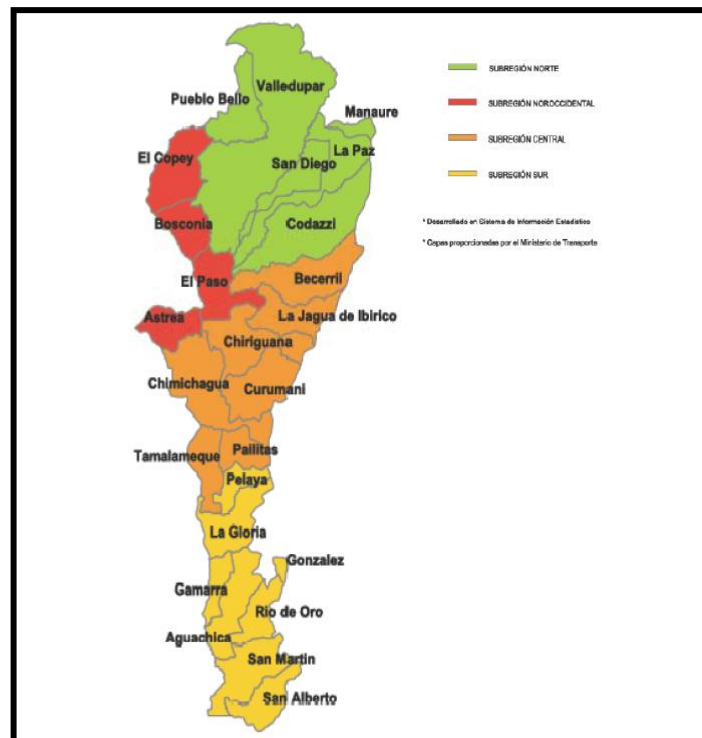 Valledupar
Pueblo Bello
Manaure
El Copey
San Diego
La Paz
Bosconia
Codazzi
El Paso
Becerril
Astrea
La Jagua de Ibirico
Chiriguana
Chimichagua
Curumani
Tamalameque
Pailitas
Pelaya
La Gloria
Gonzalez
Gamarra
Rio de Oro
Aguachica
San Martin
San Alberto
SUBREGIÓN NORTE
SUBREGIÓN NOROCCIDENTAL
SUBREGIÓN CENTRAL
SUBREGIÓN SUR
* Desarrollado en Sistema de Información Estadístico
* Capas proporcionadas por el Ministerio de Transporte